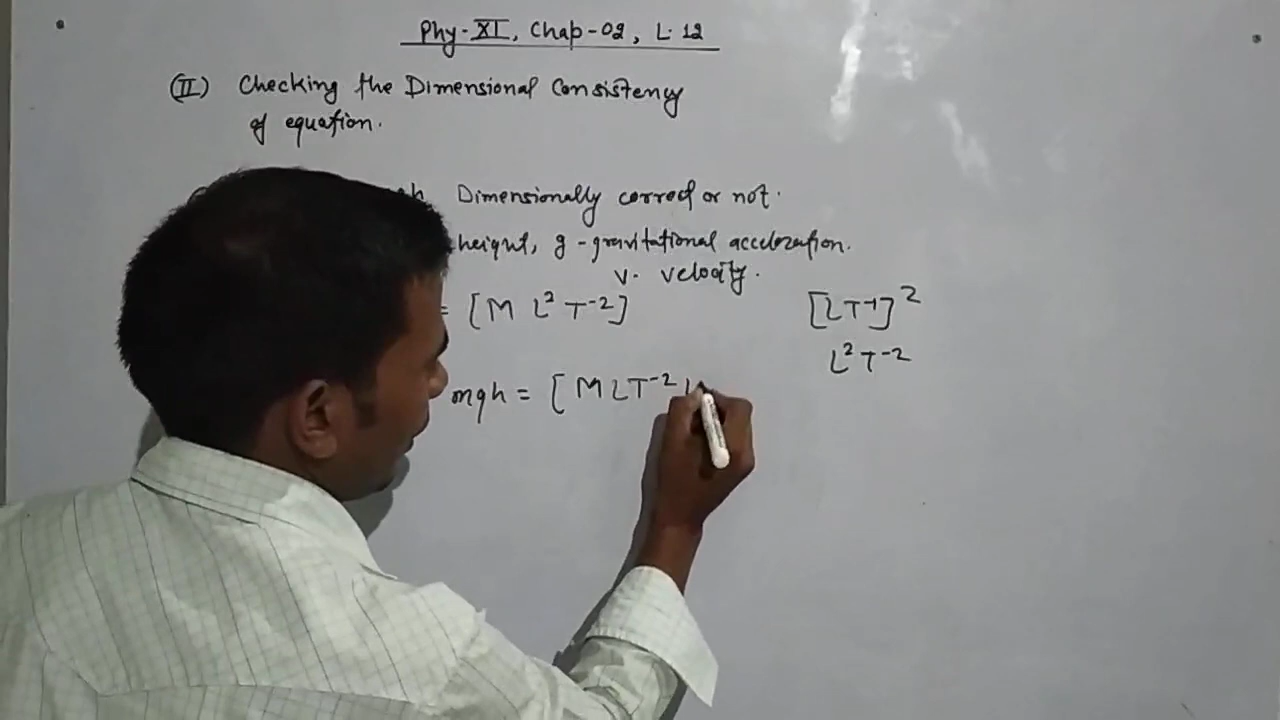 Phy-XI, Chap-02, L-12
(II) Checking the Dimensional Consistency
of equation.
Dimensionally correct or not.
height, g - gravitational acceleration.
v. velocity.
= [M L² T⁻²] [LT⁻¹]²
L² T⁻²
mgh = [M L T⁻²